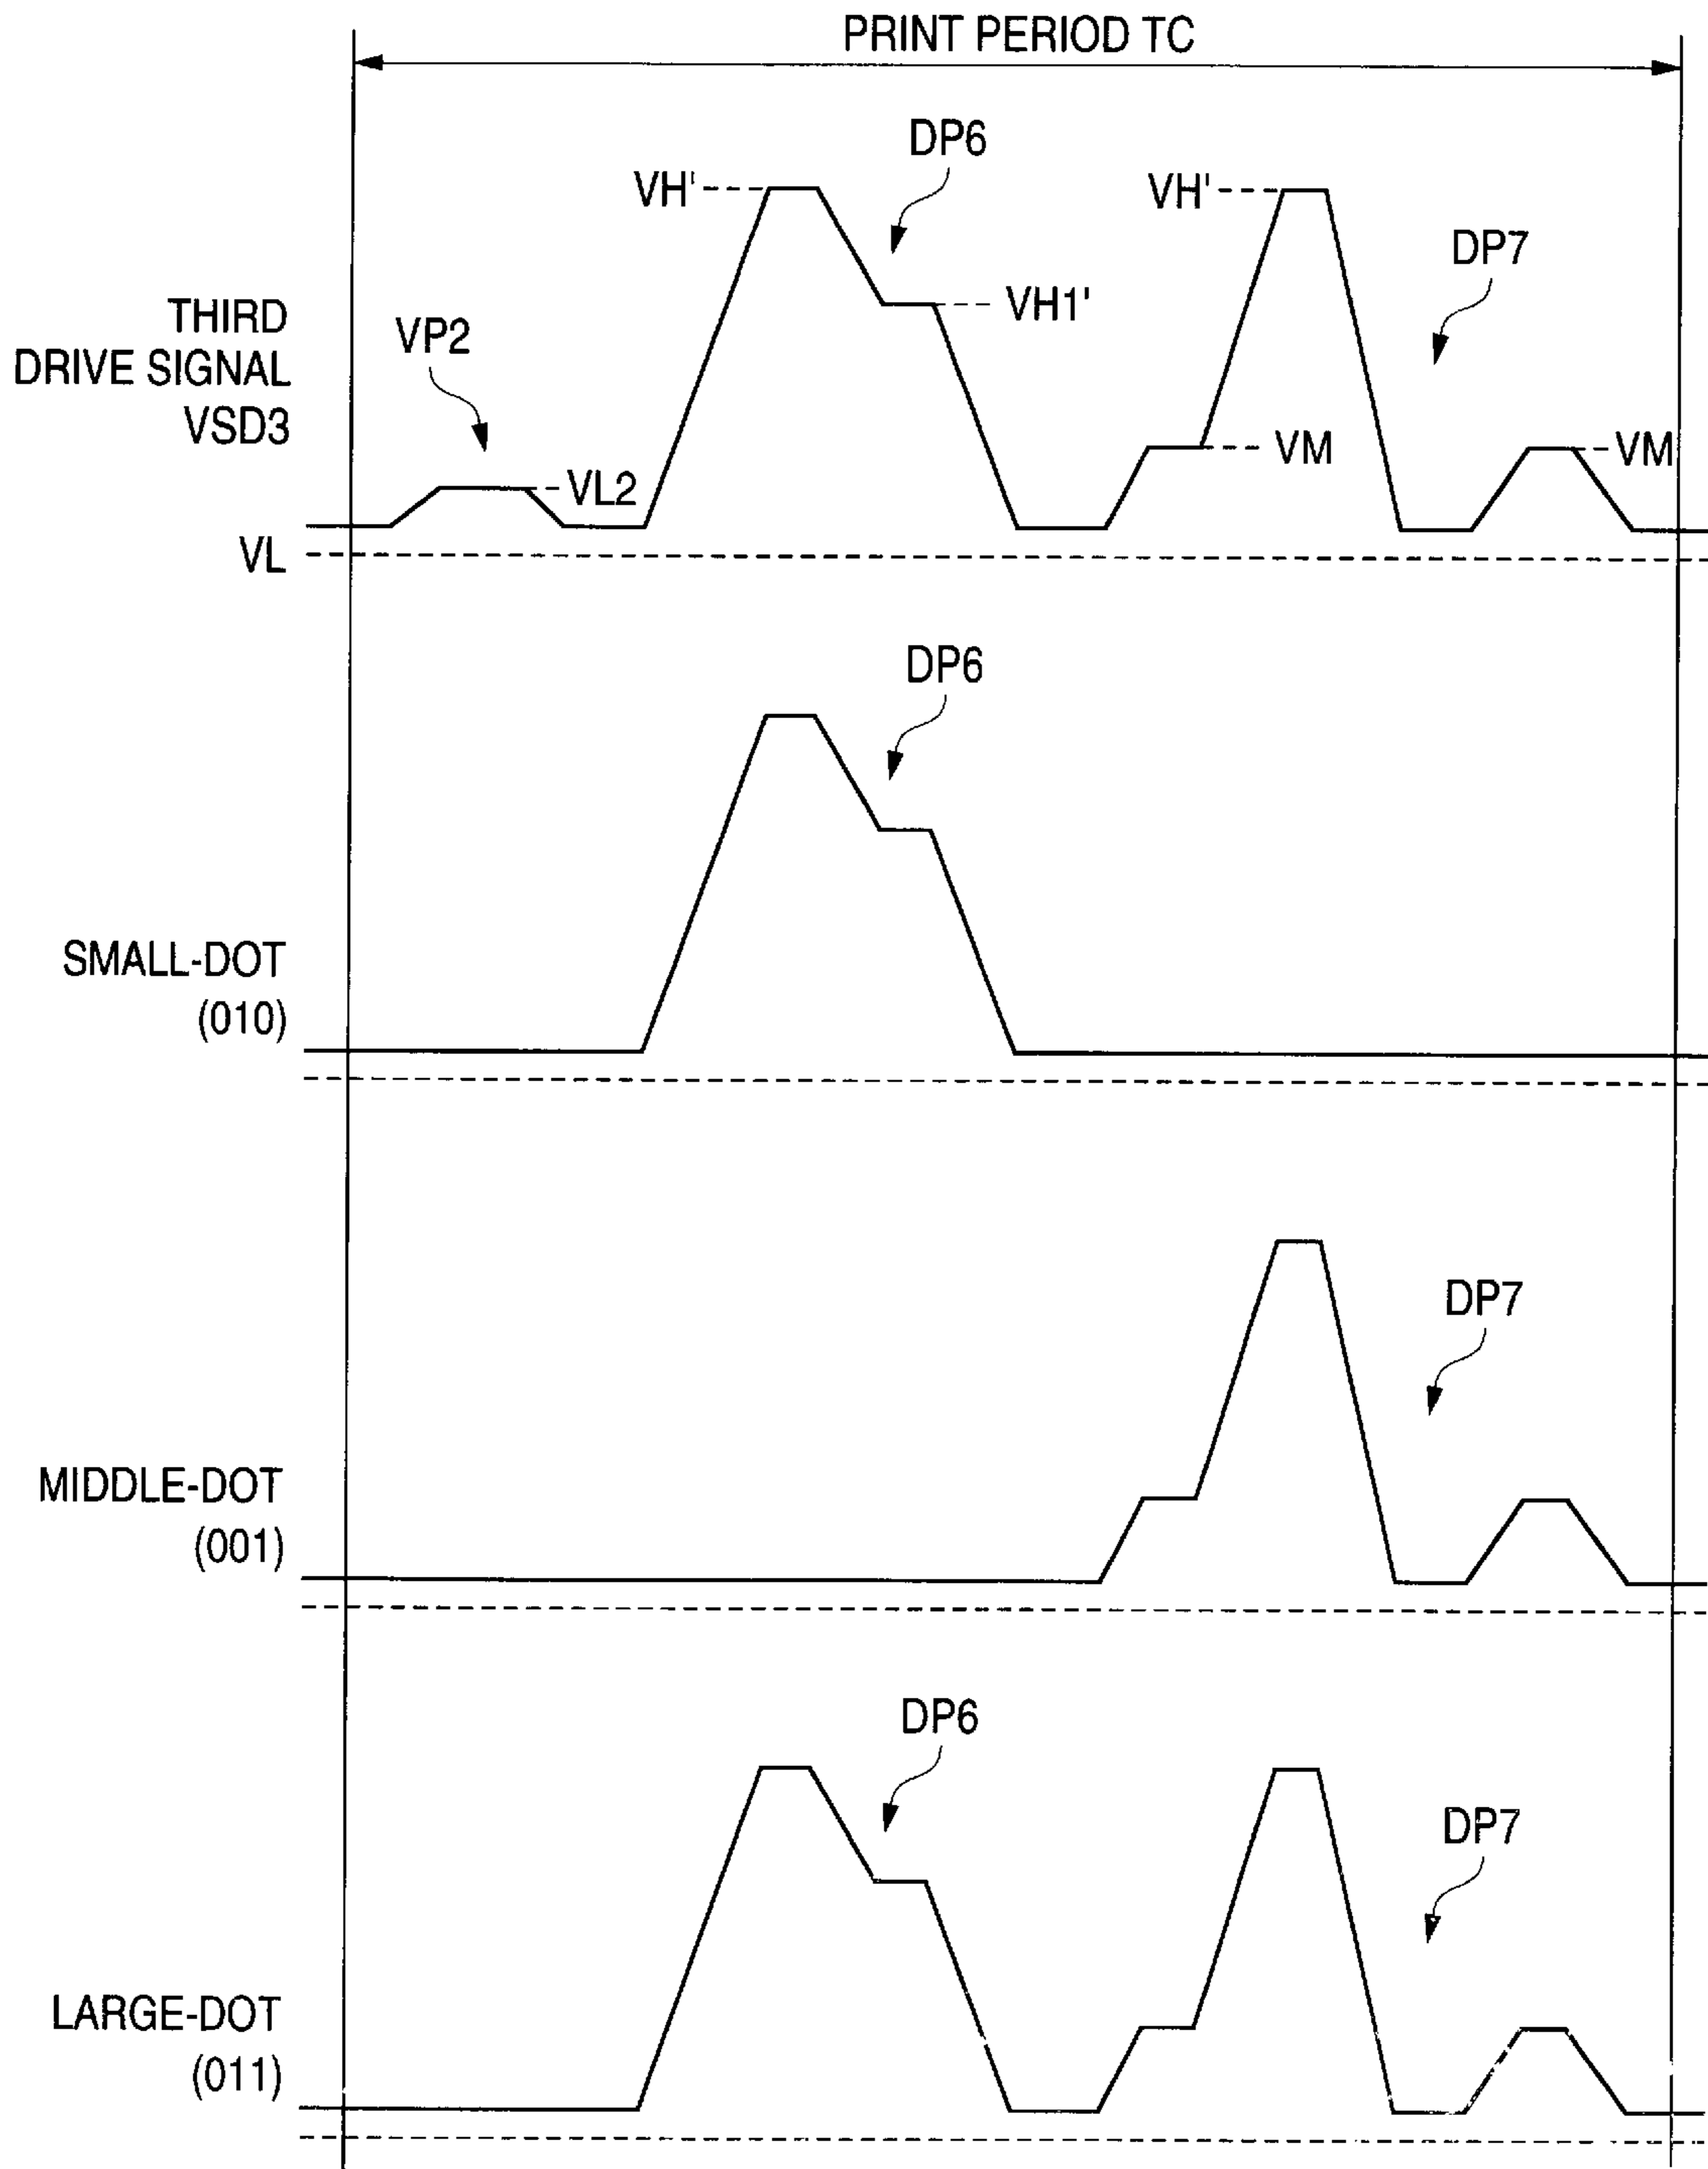 PRINT PERIOD TC
DP6
VH'
VH'
DP7
VH1'
THIRD
DRIVE SIGNAL
VSD3
VP2
VM
VM
VL2
VL
DP6
SMALL-DOT
(010)
DP7
MIDDLE-DOT
(001)
DP6
DP7
LARGE-DOT
(011)